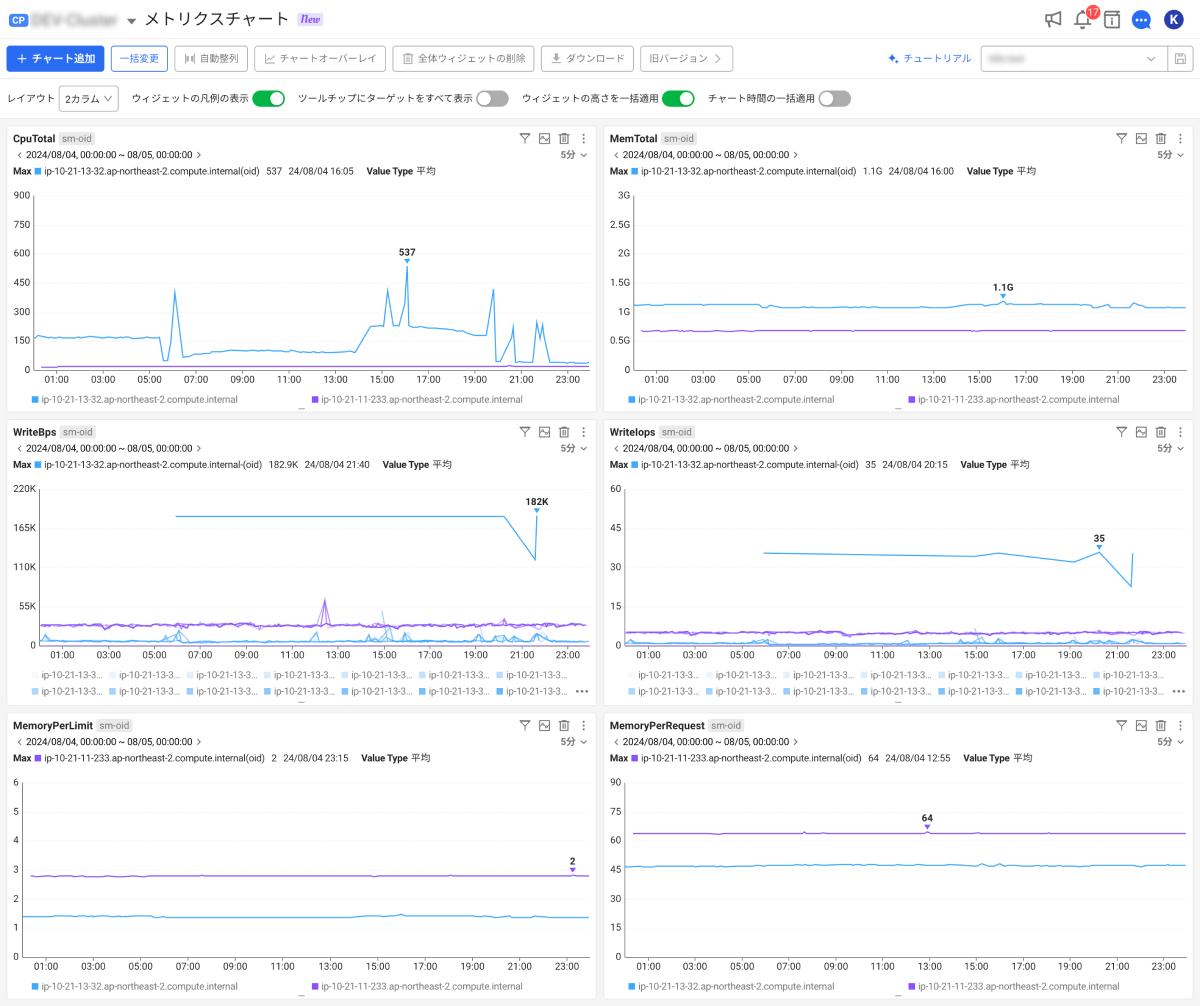 CP メトリクスチャート New 17 K
チャート追加 一括変更 自動整列 チャートオーバーレイ 全体ウィジェットの削除 ダウンロード 旧バージョン チュートリアル
レイアウト 2カラム ウィジェットの凡例の表示 ツールチップにターゲットをすべて表示 ウィジェットの高さを一括適用 チャート時間の一括適用
CpuTotal sm-oid
2024/08/04, 00:00:00 ~ 08/05, 00:00:00 5分
Max ip-10-21-13-32.ap-northeast-2.compute.internal(oid) 537 24/08/04 16:05 Value Type 平均
900
750
600
450
300
150
0
537
01:00 03:00 05:00 07:00 09:00 11:00 13:00 15:00 17:00 19:00 21:00 23:00
ip-10-21-13-32.ap-northeast-2.compute.internal ip-10-21-11-233.ap-northeast-2.compute.internal
MemTotal sm-oid
2024/08/04, 00:00:00 ~ 08/05, 00:00:00 5分
Max ip-10-21-13-32.ap-northeast-2.compute.internal(oid) 1.1G 24/08/04 16:00 Value Type 平均
3G
2.5G
2G
1.5G
1G
0.5G
0
1.1G
01:00 03:00 05:00 07:00 09:00 11:00 13:00 15:00 17:00 19:00 21:00 23:00
ip-10-21-13-32.ap-northeast-2.compute.internal ip-10-21-11-233.ap-northeast-2.compute.internal
WriteBps sm-oid
2024/08/04, 00:00:00 ~ 08/05, 00:00:00 5分
Max ip-10-21-13-32.ap-northeast-2.compute.internal-(oid) 182.9K 24/08/04 21:40 Value Type 平均
220K
165K
110K
55K
0
182K
01:00 03:00 05:00 07:00 09:00 11:00 13:00 15:00 17:00 19:00 21:00 23:00
ip-10-21-13-3... ip-10-21-13-3... ip-10-21-13-3... ip-10-21-13-3... ip-10-21-13-3... ip-10-21-13-3... ip-10-21-13-3...
ip-10-21-13-3... ip-10-21-13-3... ip-10-21-13-3... ip-10-21-13-3... ip-10-21-13-3... ip-10-21-13-3... ip-10-21-13-3...
WriteIops sm-oid
2024/08/04, 00:00:00 ~ 08/05, 00:00:00 5分
Max ip-10-21-13-32.ap-northeast-2.compute.internal-(oid) 35 24/08/04 20:15 Value Type 平均
60
45
30
15
0
35
01:00 03:00 05:00 07:00 09:00 11:00 13:00 15:00 17:00 19:00 21:00 23:00
ip-10-21-13-3... ip-10-21-13-3... ip-10-21-13-3... ip-10-21-13-3... ip-10-21-13-3... ip-10-21-13-3... ip-10-21-13-3...
ip-10-21-13-3... ip-10-21-13-3... ip-10-21-13-3... ip-10-21-13-3... ip-10-21-13-3... ip-10-21-13-3... ip-10-21-13-3...
MemoryPerLimit sm-oid
2024/08/04, 00:00:00 ~ 08/05, 00:00:00 5分
Max ip-10-21-11-233.ap-northeast-2.compute.internal(oid) 2 24/08/04 23:15 Value Type 平均
6
5
4
3
2
1
0
2
01:00 03:00 05:00 07:00 09:00 11:00 13:00 15:00 17:00 19:00 21:00 23:00
ip-10-21-13-32.ap-northeast-2.compute.internal ip-10-21-11-233.ap-northeast-2.compute.internal
MemoryPerRequest sm-oid
2024/08/04, 00:00:00 ~ 08/05, 00:00:00 5分
Max ip-10-21-11-233.ap-northeast-2.compute.internal(oid) 64 24/08/04 12:55 Value Type 平均
90
75
60
45
30
15
0
64
01:00 03:00 05:00 07:00 09:00 11:00 13:00 15:00 17:00 19:00 21:00 23:00
ip-10-21-13-32.ap-northeast-2.compute.internal ip-10-21-11-233.ap-northeast-2.compute.internal